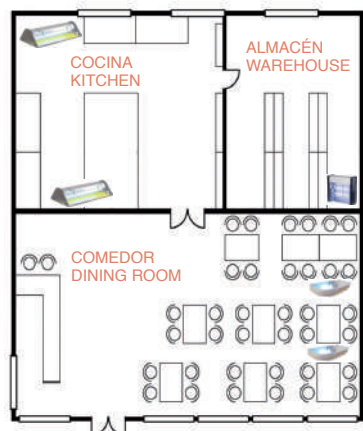 COCINA
KITCHEN
ALMACÉN
WAREHOUSE
COMEDOR
DINING ROOM